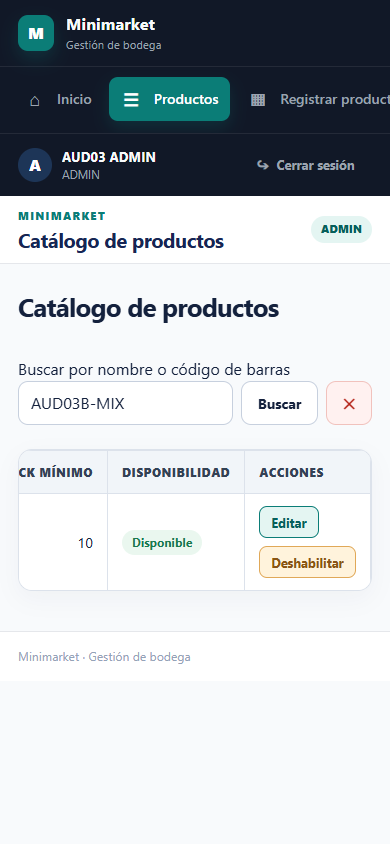 M
Minimarket
Gestión de bodega
Inicio
Productos
Registrar product
A
AUD03 ADMIN
ADMIN
Cerrar sesión
MINIMARKET
Catálogo de productos
ADMIN
Catálogo de productos
Buscar por nombre o código de barras
AUD03B-MIX
Buscar
CK MÍNIMO
DISPONIBILIDAD
ACCIONES
10
Disponible
Editar
Deshabilitar
Minimarket · Gestión de bodega